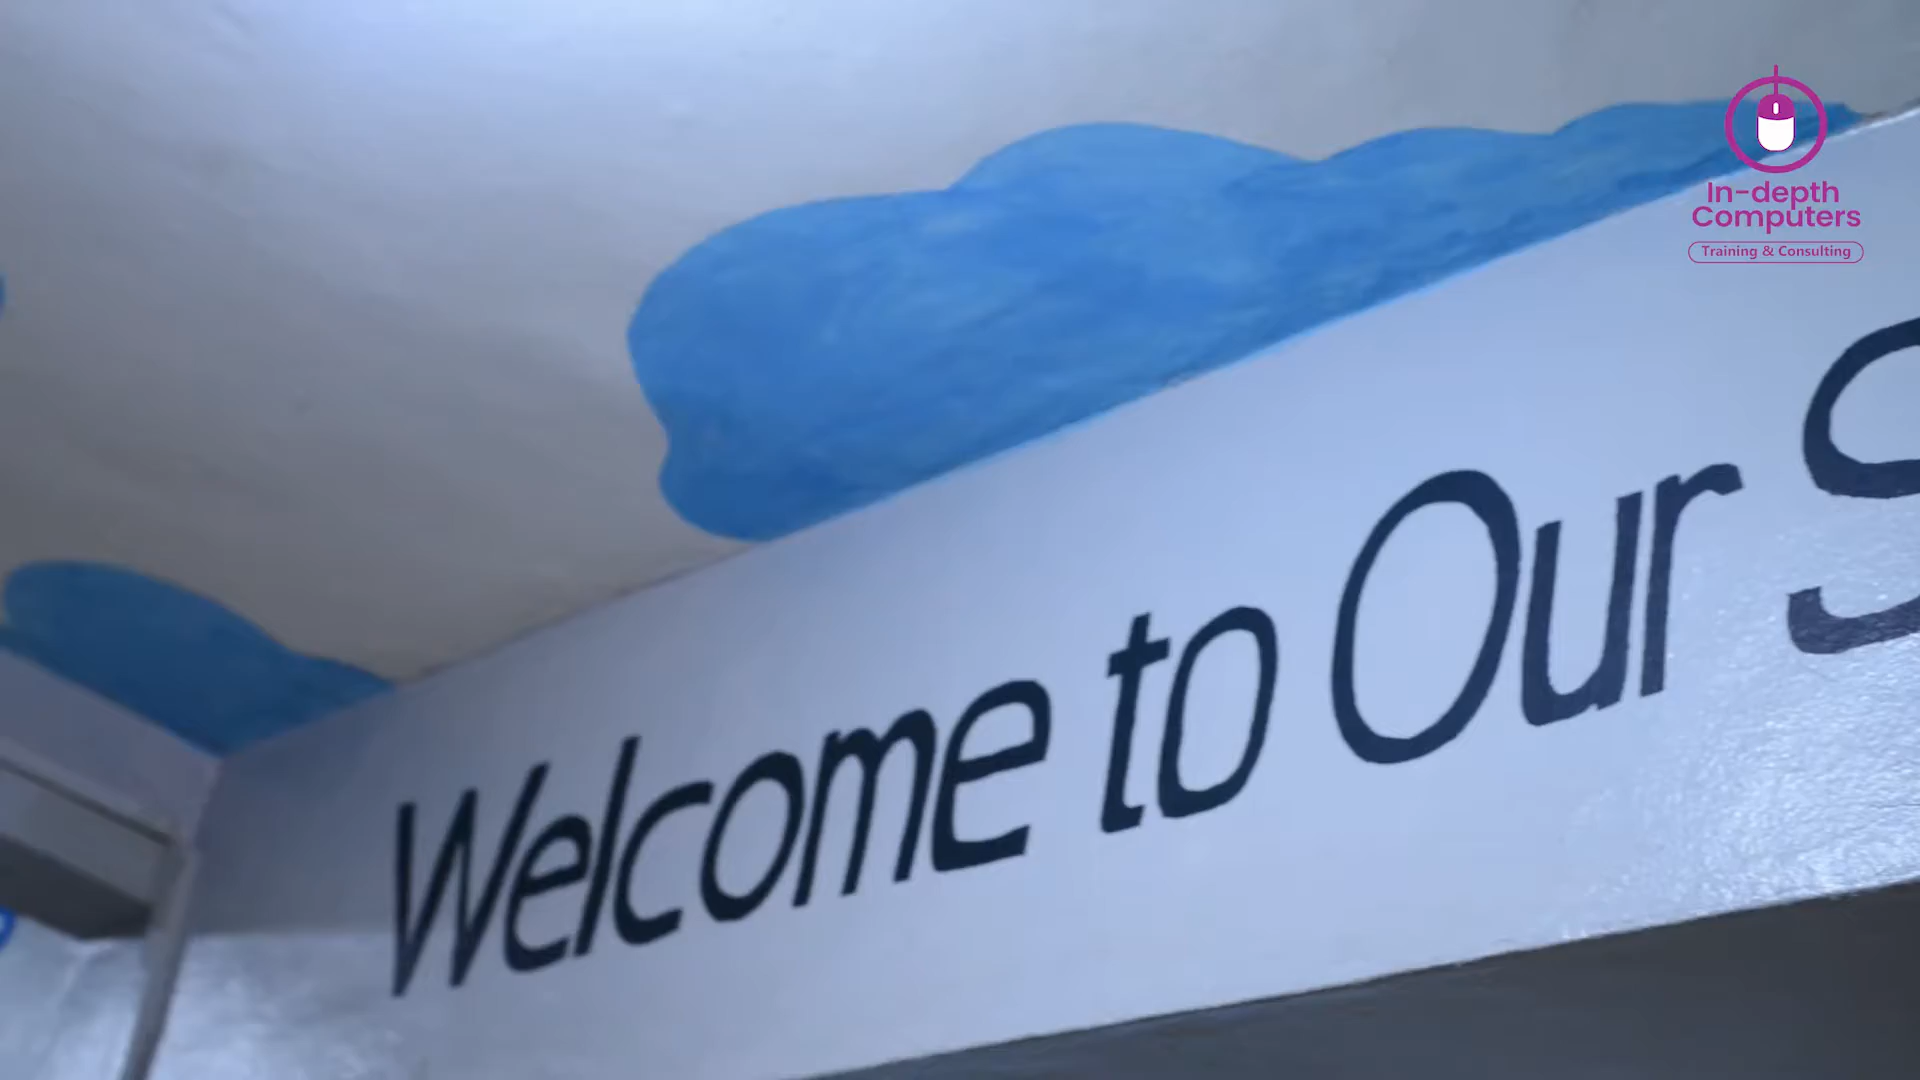 In-depth
Computers
Training & Consulting
Welcome to Our